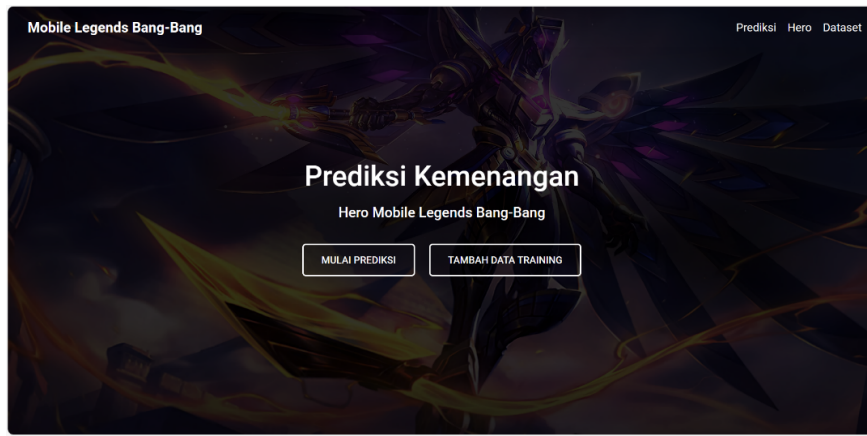 Mobile Legends Bang-Bang
Prediksi Hero Dataset
Prediksi Kemenangan
Hero Mobile Legends Bang-Bang
MULAI PREDIKSI
TAMBAH DATA TRAINING